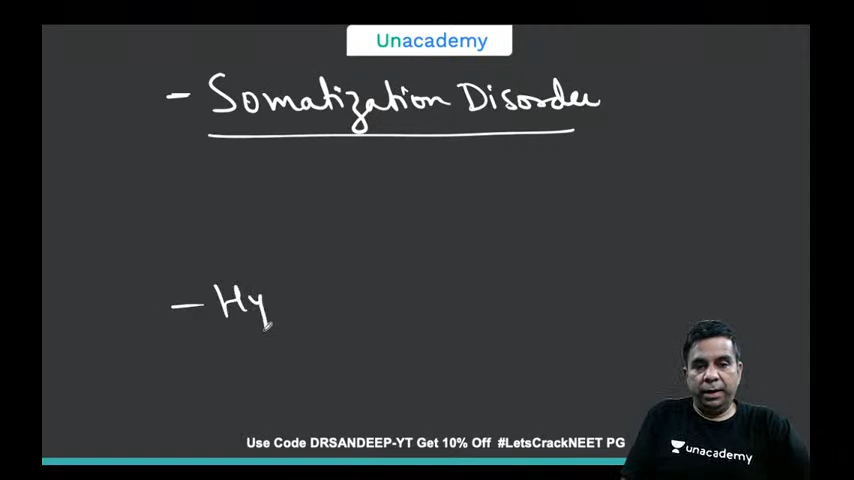 Unacademy
- Somatization Disorder
- Hy
unacademy
Use Code DRSANDEEP-YT Get 10% Off #LetsCrackNEET PG